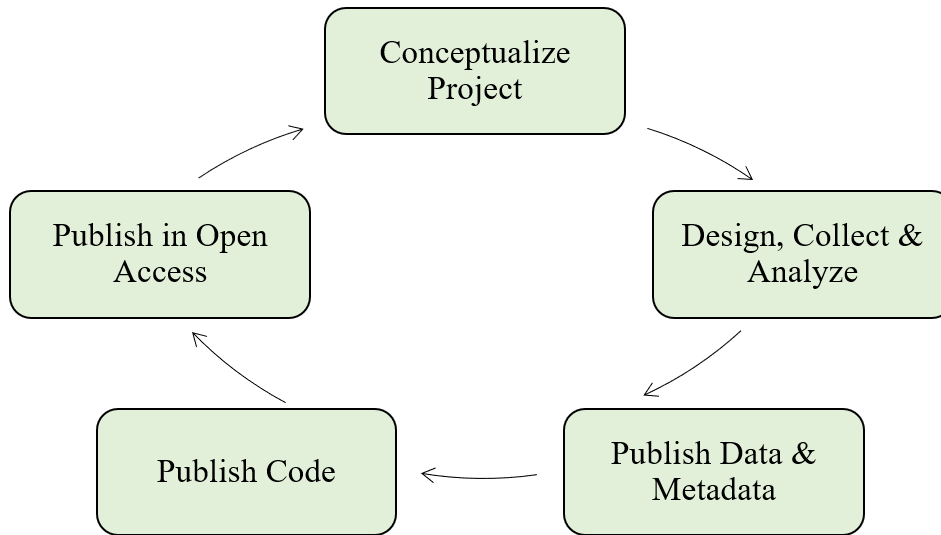 Conceptualize
Project
Publish in Open
Access
Design, Collect &
Analyze
Publish Code
Publish Data &
Metadata